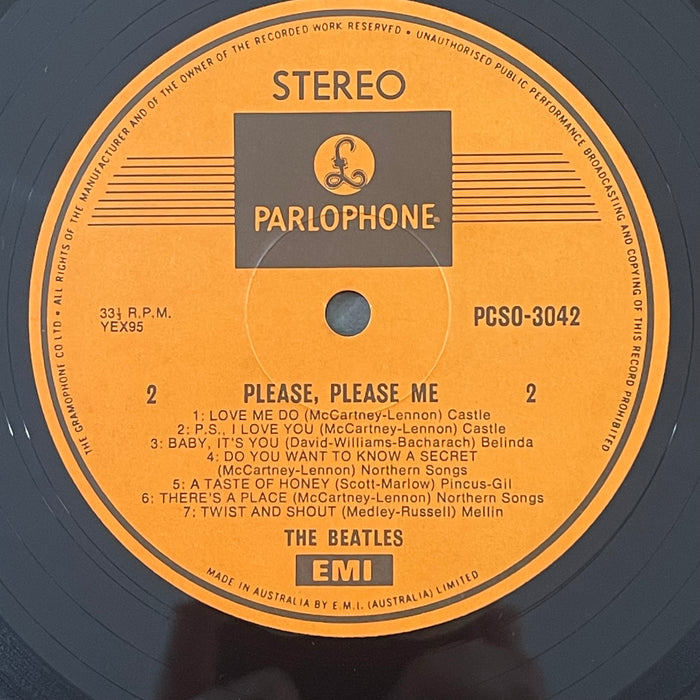 THE GRAMOPHONE CO LTD • ALL RIGHTS OF THE MANUFACTURER AND OF THE OWNER OF THE RECORDED WORK RESERVED • UNAUTHORISED PUBLIC PERFORMANCE BROADCASTING AND COPYING OF THIS RECORD PROHIBITED
STEREO
£
PARLOPHONE
33⅓ R.P.M.
YEX95
PCSO-3042
2 PLEASE, PLEASE ME 2
1: LOVE ME DO (McCartney-Lennon) Castle
2: P.S., I LOVE YOU (McCartney-Lennon) Castle
3: BABY, IT'S YOU (David-Williams-Bacharach) Belinda
4: DO YOU WANT TO KNOW A SECRET
(McCartney-Lennon) Northern Songs
5: A TASTE OF HONEY (Scott-Marlow) Pincus-Gil
6: THERE'S A PLACE (McCartney-Lennon) Northern Songs
7: TWIST AND SHOUT (Medley-Russell) Mellin
THE BEATLES
EMI
MADE IN AUSTRALIA BY E.M.I. (AUSTRALIA) LIMITED